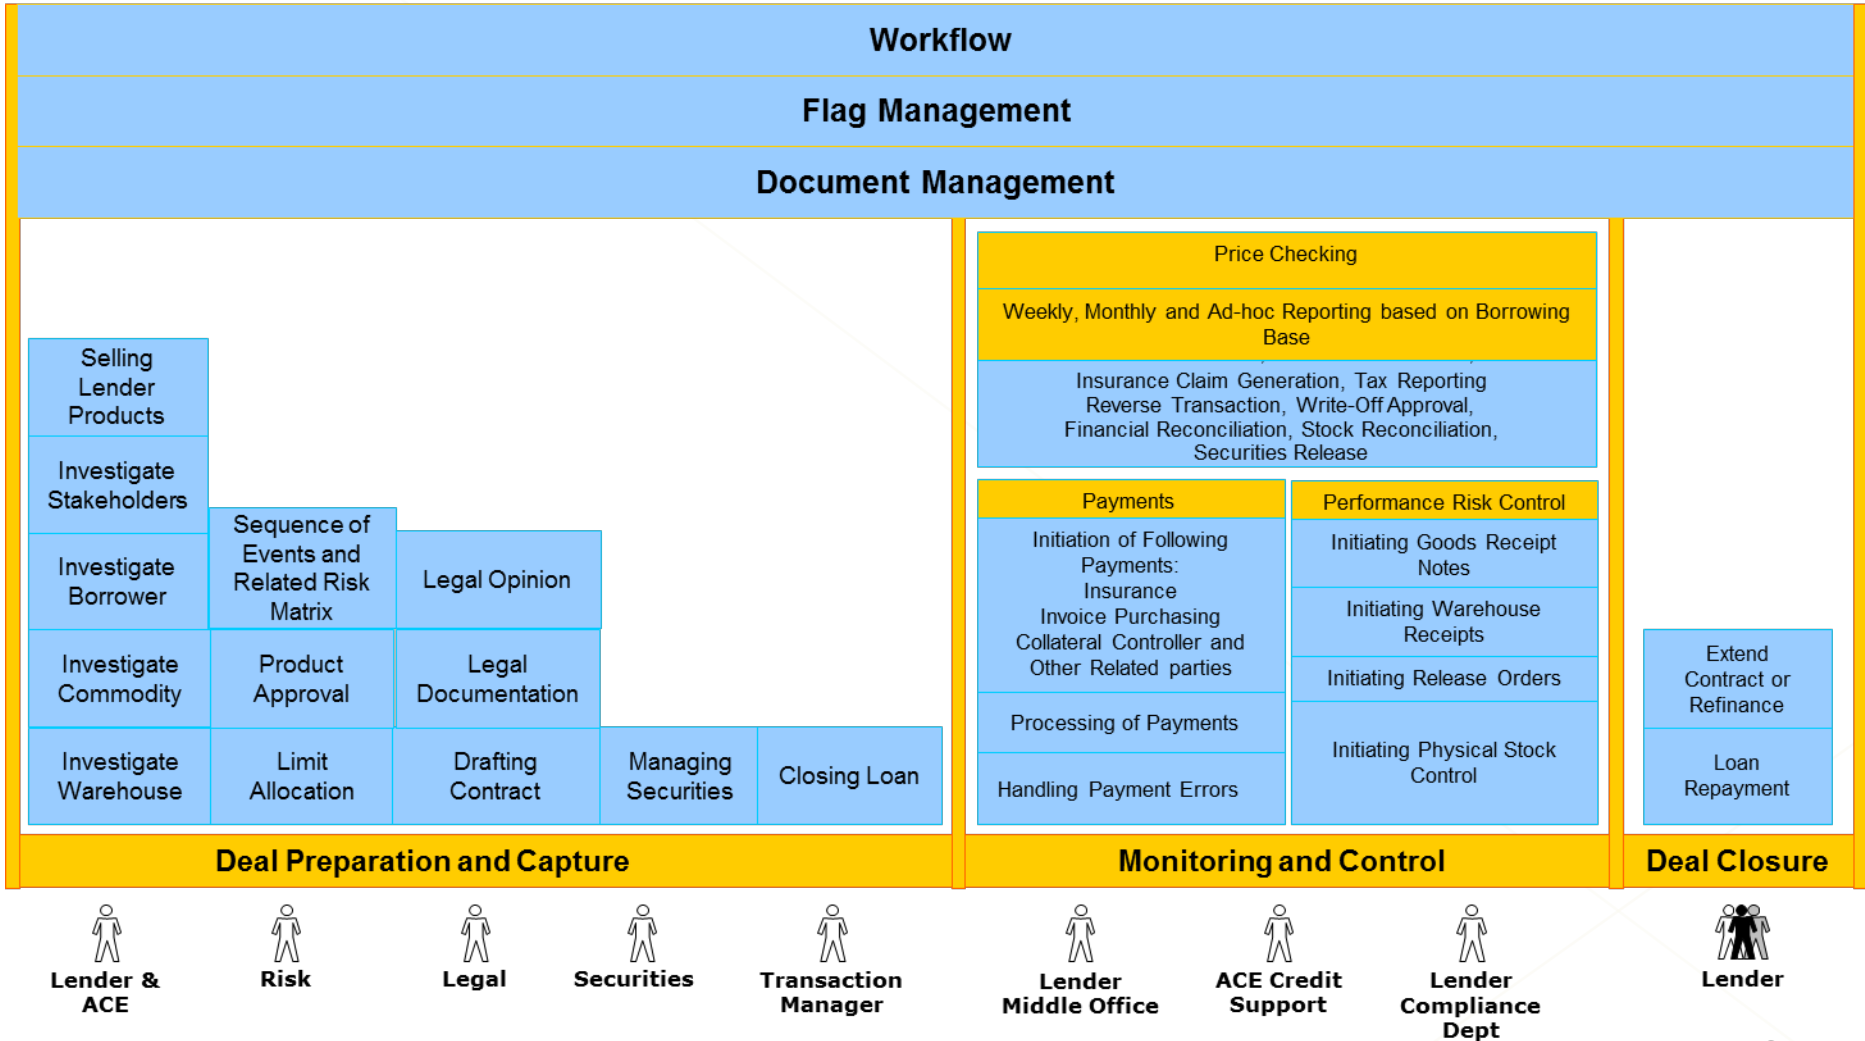 Workflow
Flag Management
Document Management
Selling
Lender
Products
Investigate
Stakeholders
Investigate
Borrower
Investigate
Commodity
Investigate
Warehouse
Sequence of
Events and
Related Risk
Matrix
Product
Approval
Limit
Allocation
Legal Opinion
Legal
Documentation
Drafting
Contract
Managing
Securities
Closing Loan
Price Checking
Weekly, Monthly and Ad-hoc Reporting based on Borrowing
Base
Insurance Claim Generation, Tax Reporting
Reverse Transaction, Write-Off Approval,
Financial Reconciliation, Stock Reconciliation,
Securities Release
Payments
Initiation of Following
Payments:
Insurance
Invoice Purchasing
Collateral Controller and
Other Related parties
Processing of Payments
Handling Payment Errors
Performance Risk Control
Initiating Goods Receipt
Notes
Initiating Warehouse
Receipts
Initiating Release Orders
Initiating Physical Stock
Control
Extend
Contract or
Refinance
Loan
Repayment
Deal Preparation and Capture
Monitoring and Control
Deal Closure
Lender &
ACE
Risk
Legal
Securities
Transaction
Manager
Lender
Middle Office
ACE Credit
Support
Lender
Compliance
Dept
Lender